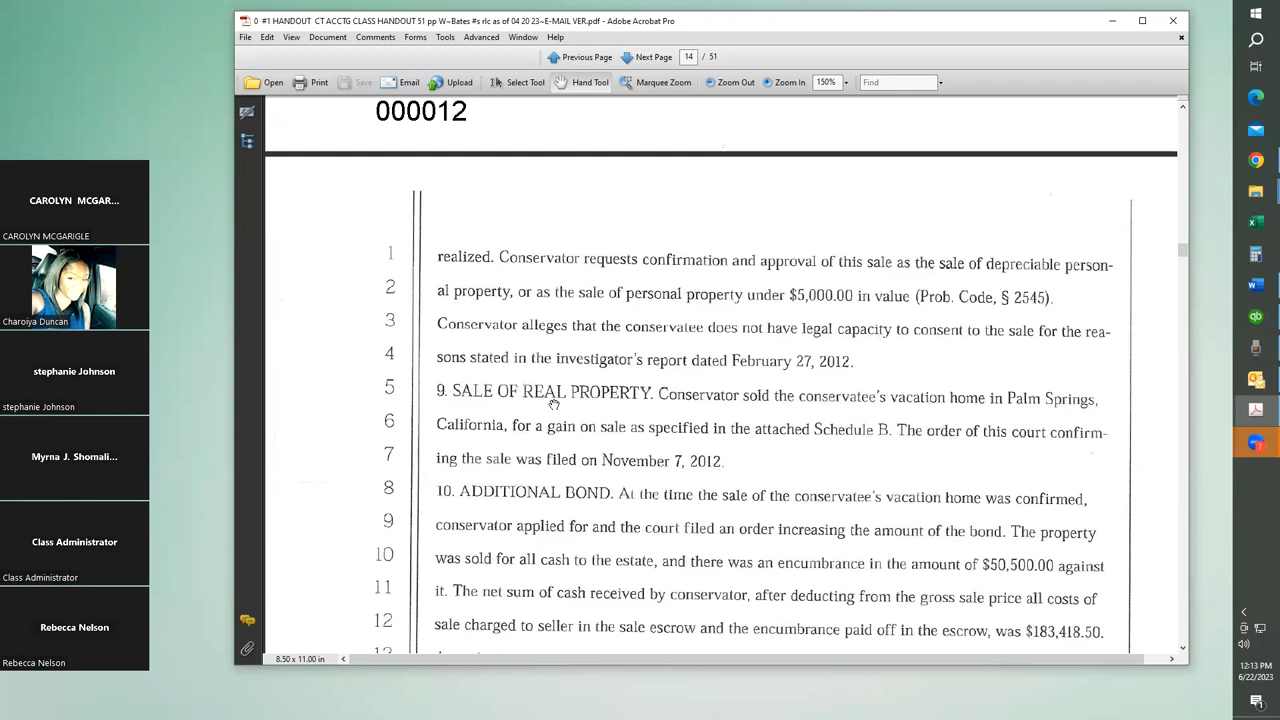 0 #1 HANDOUT CT ACCTG CLASS HANDOUT 51 pp W~Bates #s rlc as of 04 20 23~E-MAIL VER.pdf - Adobe Acrobat Pro
File Edit View Document Comments Forms Tools Advanced Window Help
Previous Page Next Page 14 / 51
Open Print Save Email Upload Select Tool Hand Tool Marquee Zoom Zoom Out Zoom In 150% Find
000012
1 realized. Conservator requests confirmation and approval of this sale as the sale of depreciable person-
2 al property, or as the sale of personal property under $5,000.00 in value (Prob. Code, § 2545).
3 Conservator alleges that the conservatee does not have legal capacity to consent to the sale for the rea-
4 sons stated in the investigator's report dated February 27, 2012.
5 9. SALE OF REAL PROPERTY. Conservator sold the conservatee's vacation home in Palm Springs,
6 California, for a gain on sale as specified in the attached Schedule B. The order of this court confirm-
7 ing the sale was filed on November 7, 2012.
8 10. ADDITIONAL BOND. At the time the sale of the conservatee's vacation home was confirmed,
9 conservator applied for and the court filed an order increasing the amount of the bond. The property
10 was sold for all cash to the estate, and there was an encumbrance in the amount of $50,500.00 against
11 it. The net sum of cash received by conservator, after deducting from the gross sale price all costs of
12 sale charged to seller in the sale escrow and the encumbrance paid off in the escrow, was $183,418.50.
8.50 x 11.00 in
CAROLYN MCGAR...
CAROLYN MCGARIGLE
Charoiya Duncan
stephanie Johnson
stephanie Johnson
Myrna J. Shomali...
Class Administrator
Class Administrator
Rebecca Nelson
Rebecca Nelson
12:13 PM
6/22/2023